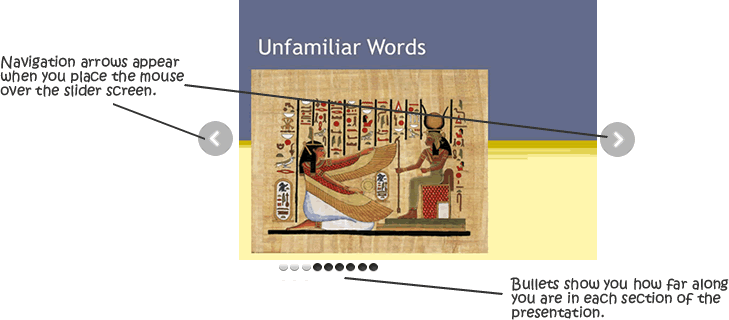 Unfamiliar Words
Navigation arrows appear
when you place the mouse
over the slider screen.
Bullets show you how far along
you are in each section of the
presentation.